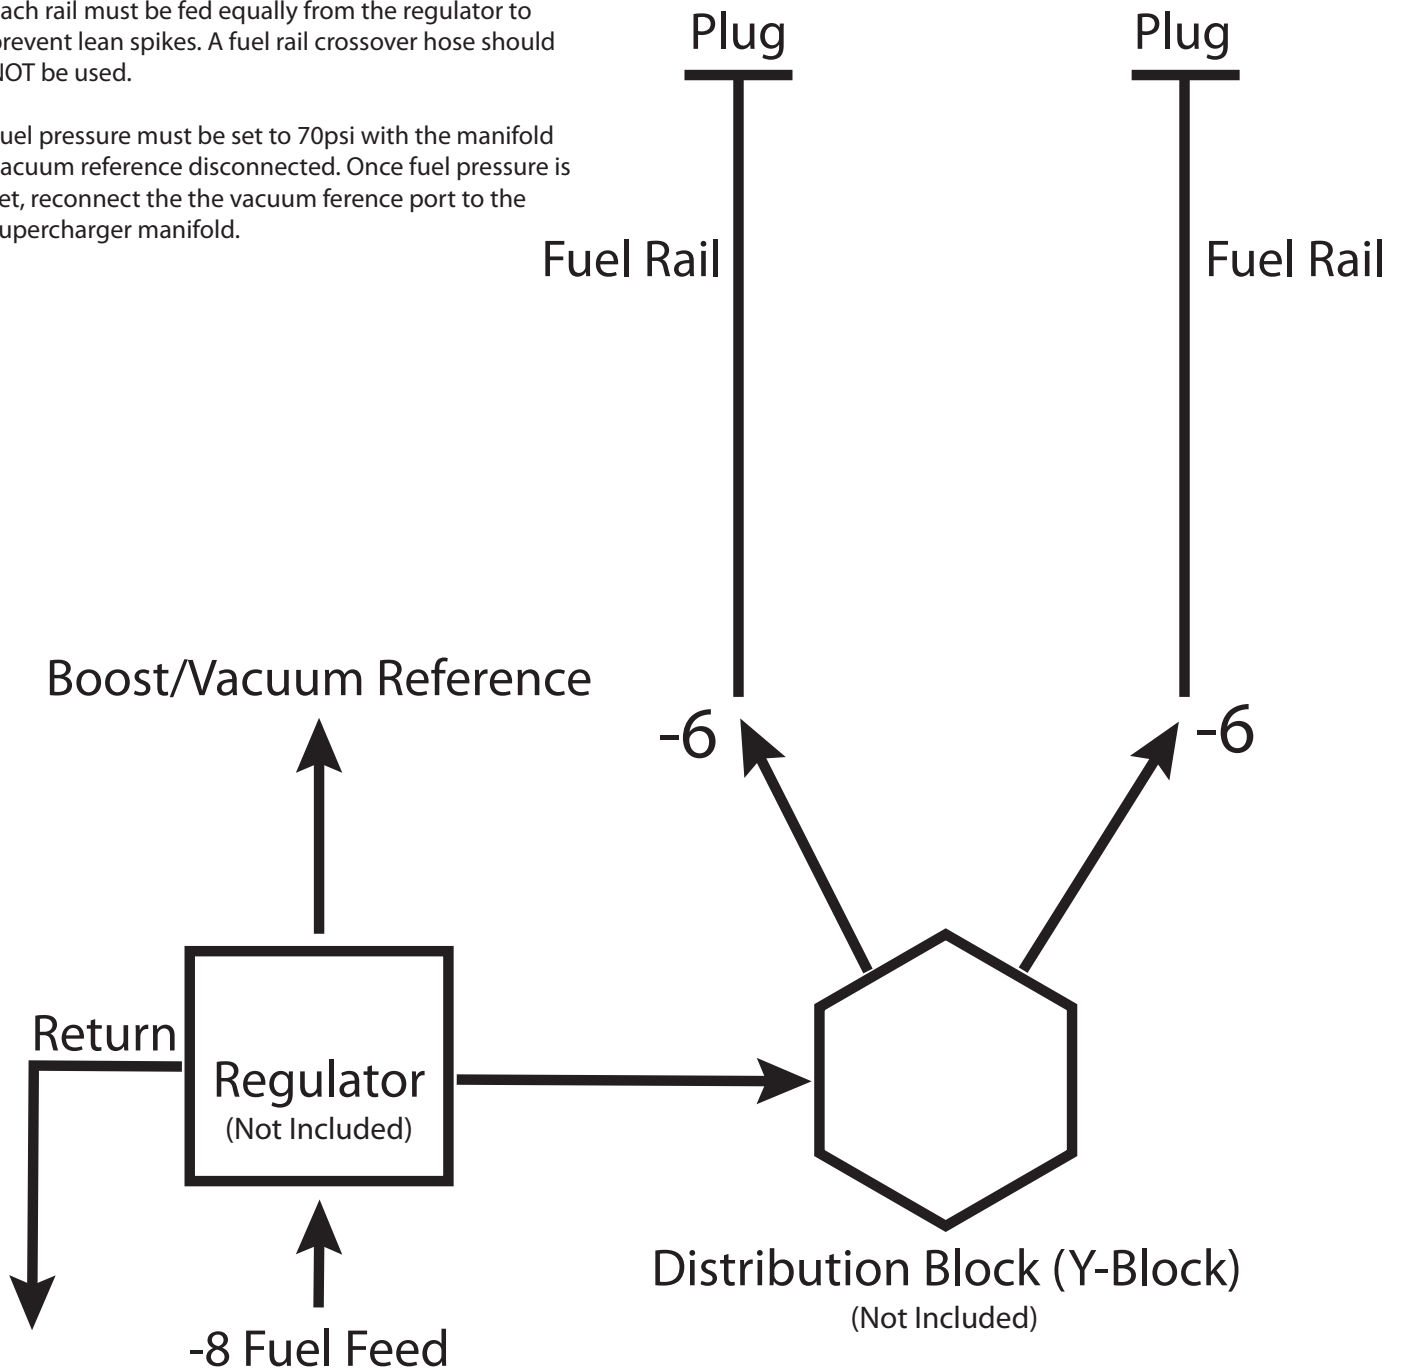 ach rail must be fed equally from the regulator to
prevent lean spikes. A fuel rail crossover hose should
NOT be used.
uel pressure must be set to 70psi with the manifold
acuum reference disconnected. Once fuel pressure is
et, reconnect the the vacuum ference port to the
upercharger manifold.
Plug
Plug
Fuel Rail
Fuel Rail
Boost/Vacuum Reference
-6
-6
Return
Regulator
(Not Included)
Distribution Block (Y-Block)
(Not Included)
-8 Fuel Feed